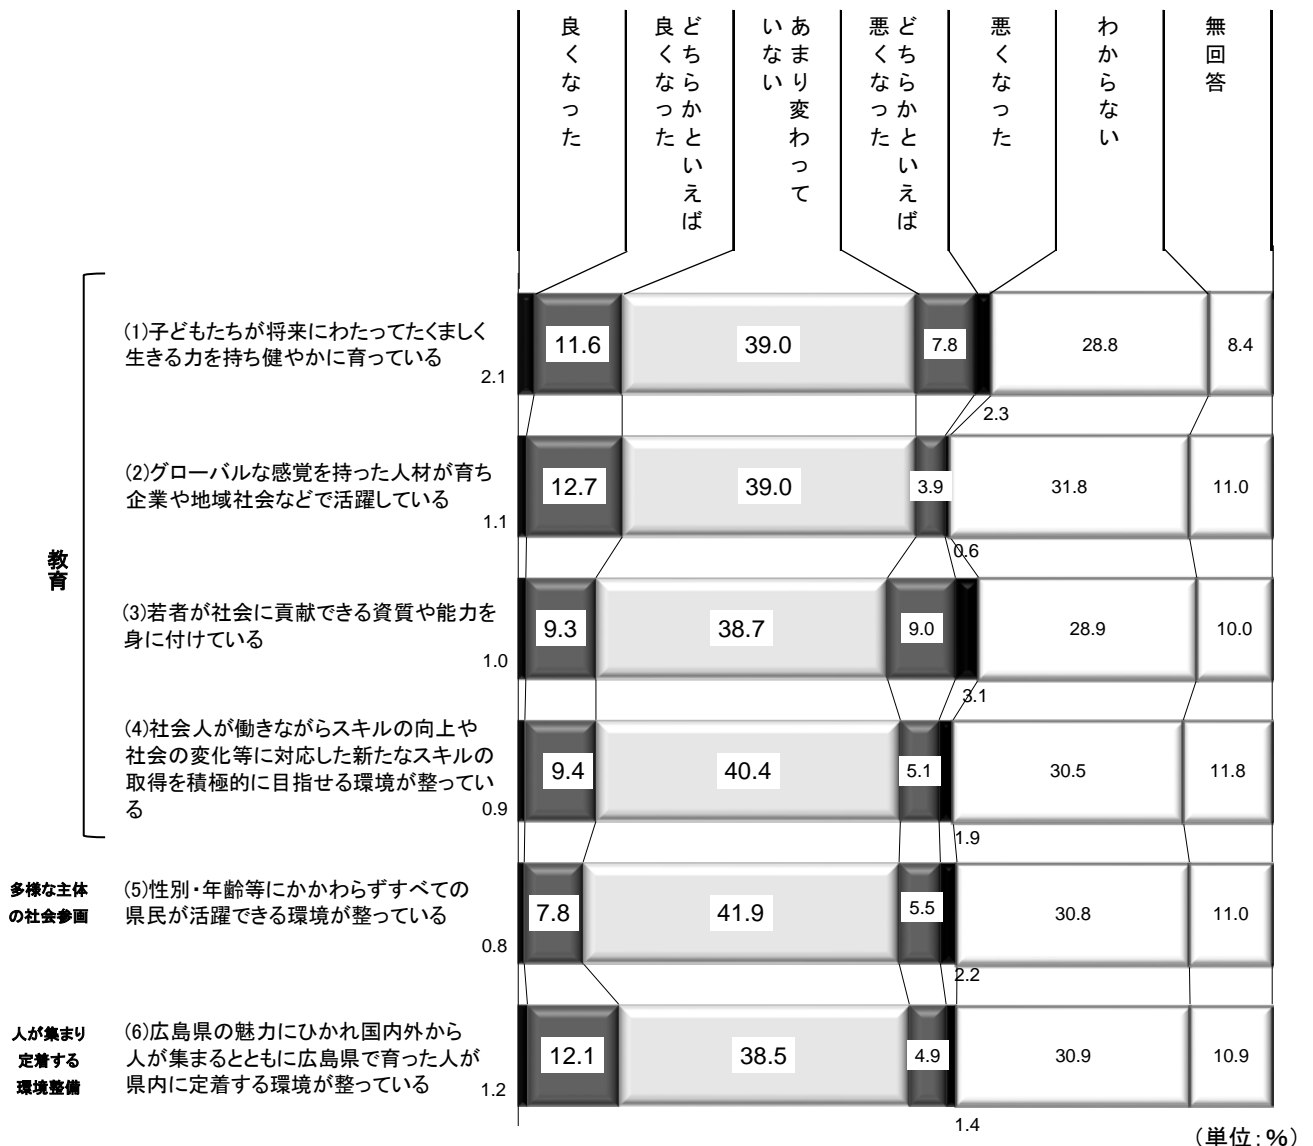 良くなった
どちらかといえば
良くなった
あまり変わって
いない
どちらかといえば
悪くなった
悪くなった
わからない
無回答
教育
(1)子どもたちが将来にわたってたくましく
生きる力を持ち健やかに育っている
2.1
11.6
39.0
7.8
2.3
28.8
8.4
(2)グローバルな感覚を持った人材が育ち
企業や地域社会などで活躍している
1.1
12.7
39.0
3.9
0.6
31.8
11.0
(3)若者が社会に貢献できる資質や能力を
身に付けている
1.0
9.3
38.7
9.0
3.1
28.9
10.0
(4)社会人が働きながらスキルの向上や
社会の変化等に対応した新たなスキルの
取得を積極的に目指せる環境が整ってい
る
0.9
9.4
40.4
5.1
1.9
30.5
11.8
多様な主体
の社会参画
(5)性別・年齢等にかかわらずすべての
県民が活躍できる環境が整っている
0.8
7.8
41.9
5.5
2.2
30.8
11.0
人が集まり
定着する
環境整備
(6)広島県の魅力にひかれ国内外から
人が集まるとともに広島県で育った人が
県内に定着する環境が整っている
1.2
12.1
38.5
4.9
1.4
30.9
10.9
(単位:%)